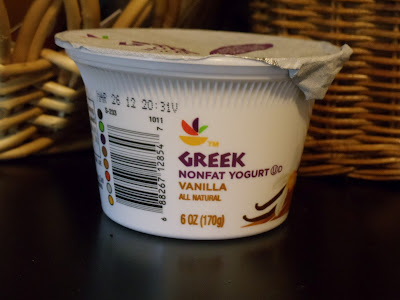 MAR 26 12 20:31V
1011
TM
GREEK
NONFAT YOGURT
VANILLA
ALL NATURAL
6 OZ (170g)
6 88267 12854 7